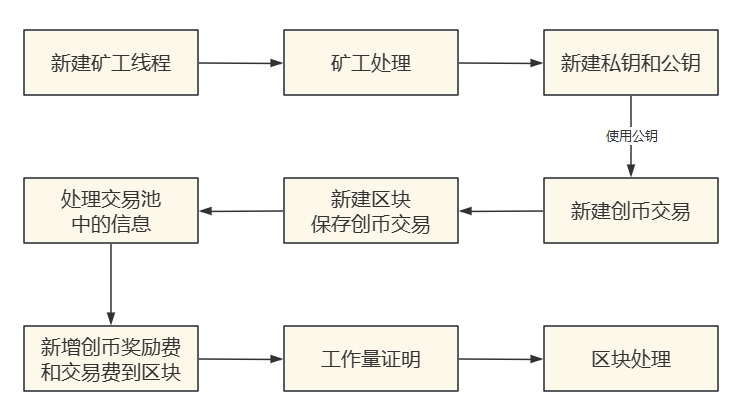 新建矿工线程
矿工处理
新建私钥和公钥
使用公钥
新建创币交易
新建区块
保存创币交易
处理交易池
中的信息
新增创币奖励费
和交易费到区块
工作量证明
区块处理